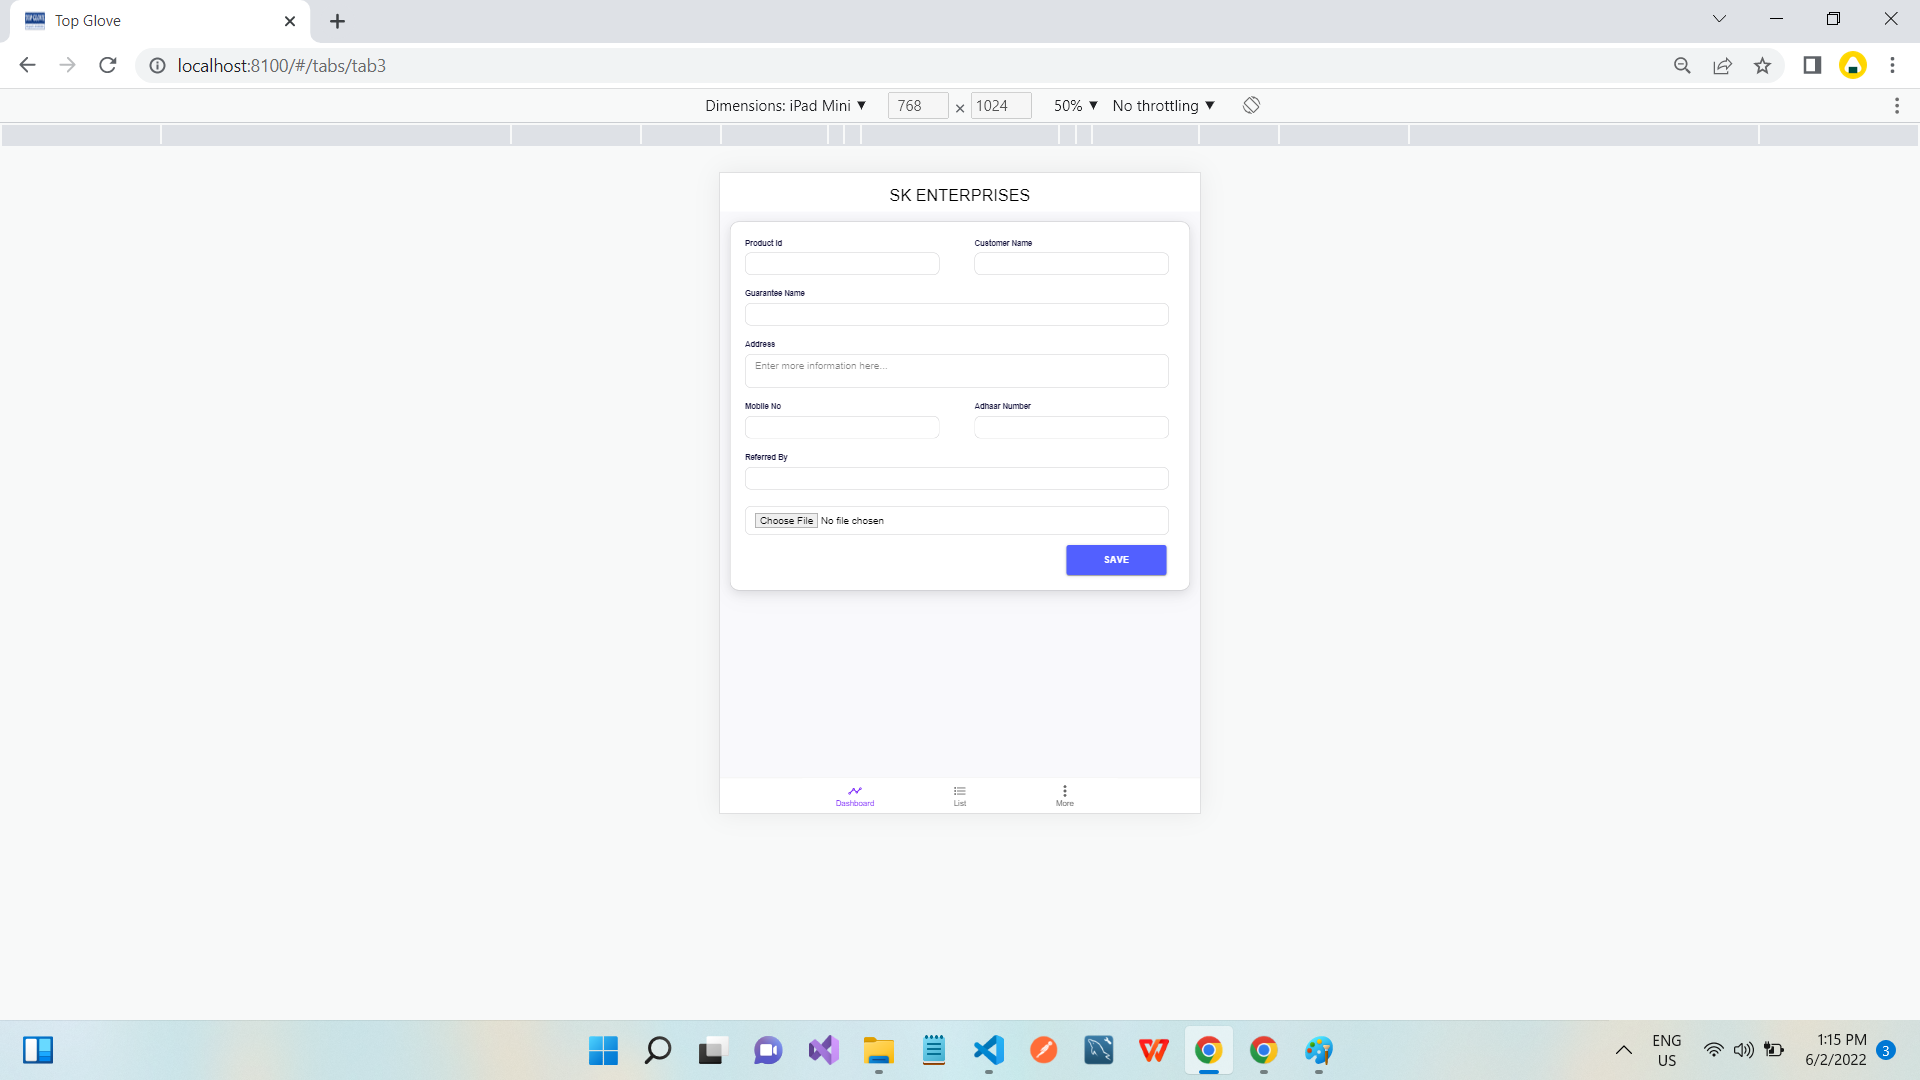 Top Glove
localhost:8100/#/tabs/tab3
Dimensions: iPad Mini ▼ 768 × 1024 50% ▼ No throttling ▼
SK ENTERPRISES
Product Id Customer Name
Guarantee Name
Address
Enter more information here...
Mobile No Adhaar Number
Referred By
Choose File No file chosen
SAVE
Dashboard List More
ENG 1:15 PM
US 6/2/2022 3